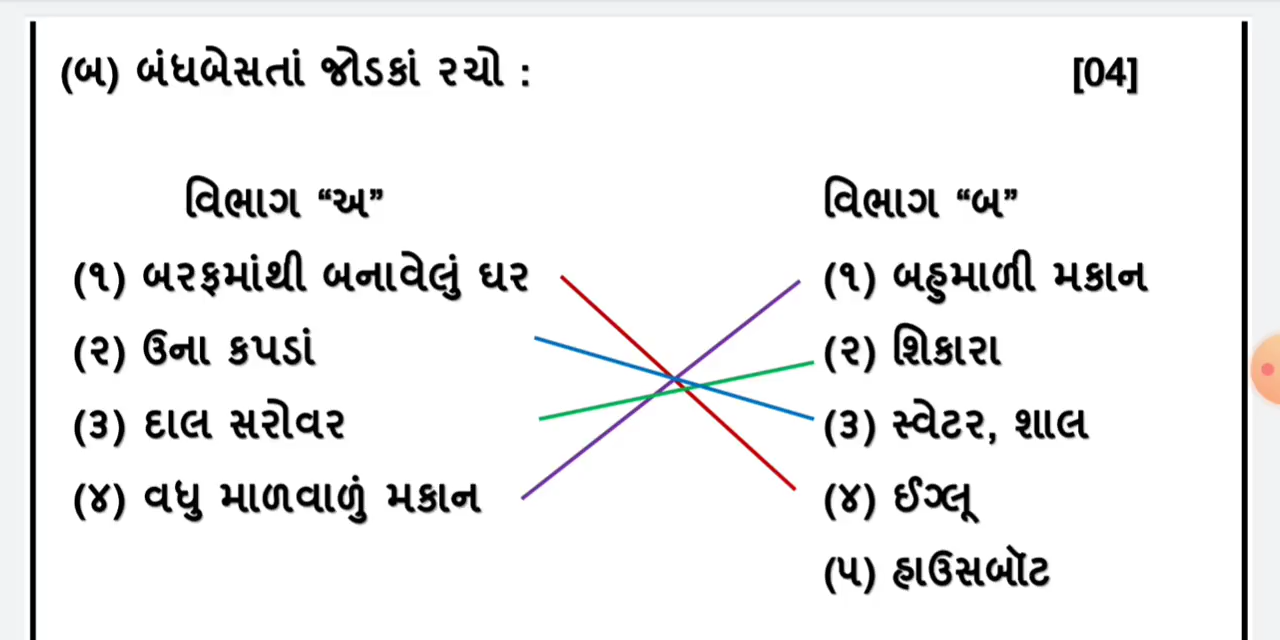 (બ) બંધબેસતાં જોડકાં રચો : [04]
વિભાગ “અ” વિભાગ “બ”
(૧) બરફમાંથી બનાવેલું ઘર (૧) બહુમાળી મકાન
(૨) ઉના કપડાં (૨) શિકારા
(૩) દાલ સરોવર (૩) સ્વેટર, શાલ
(૪) વધુ માળવાળું મકાન (૪) ઈગ્લૂ
(૫) હાઉસબૉટ